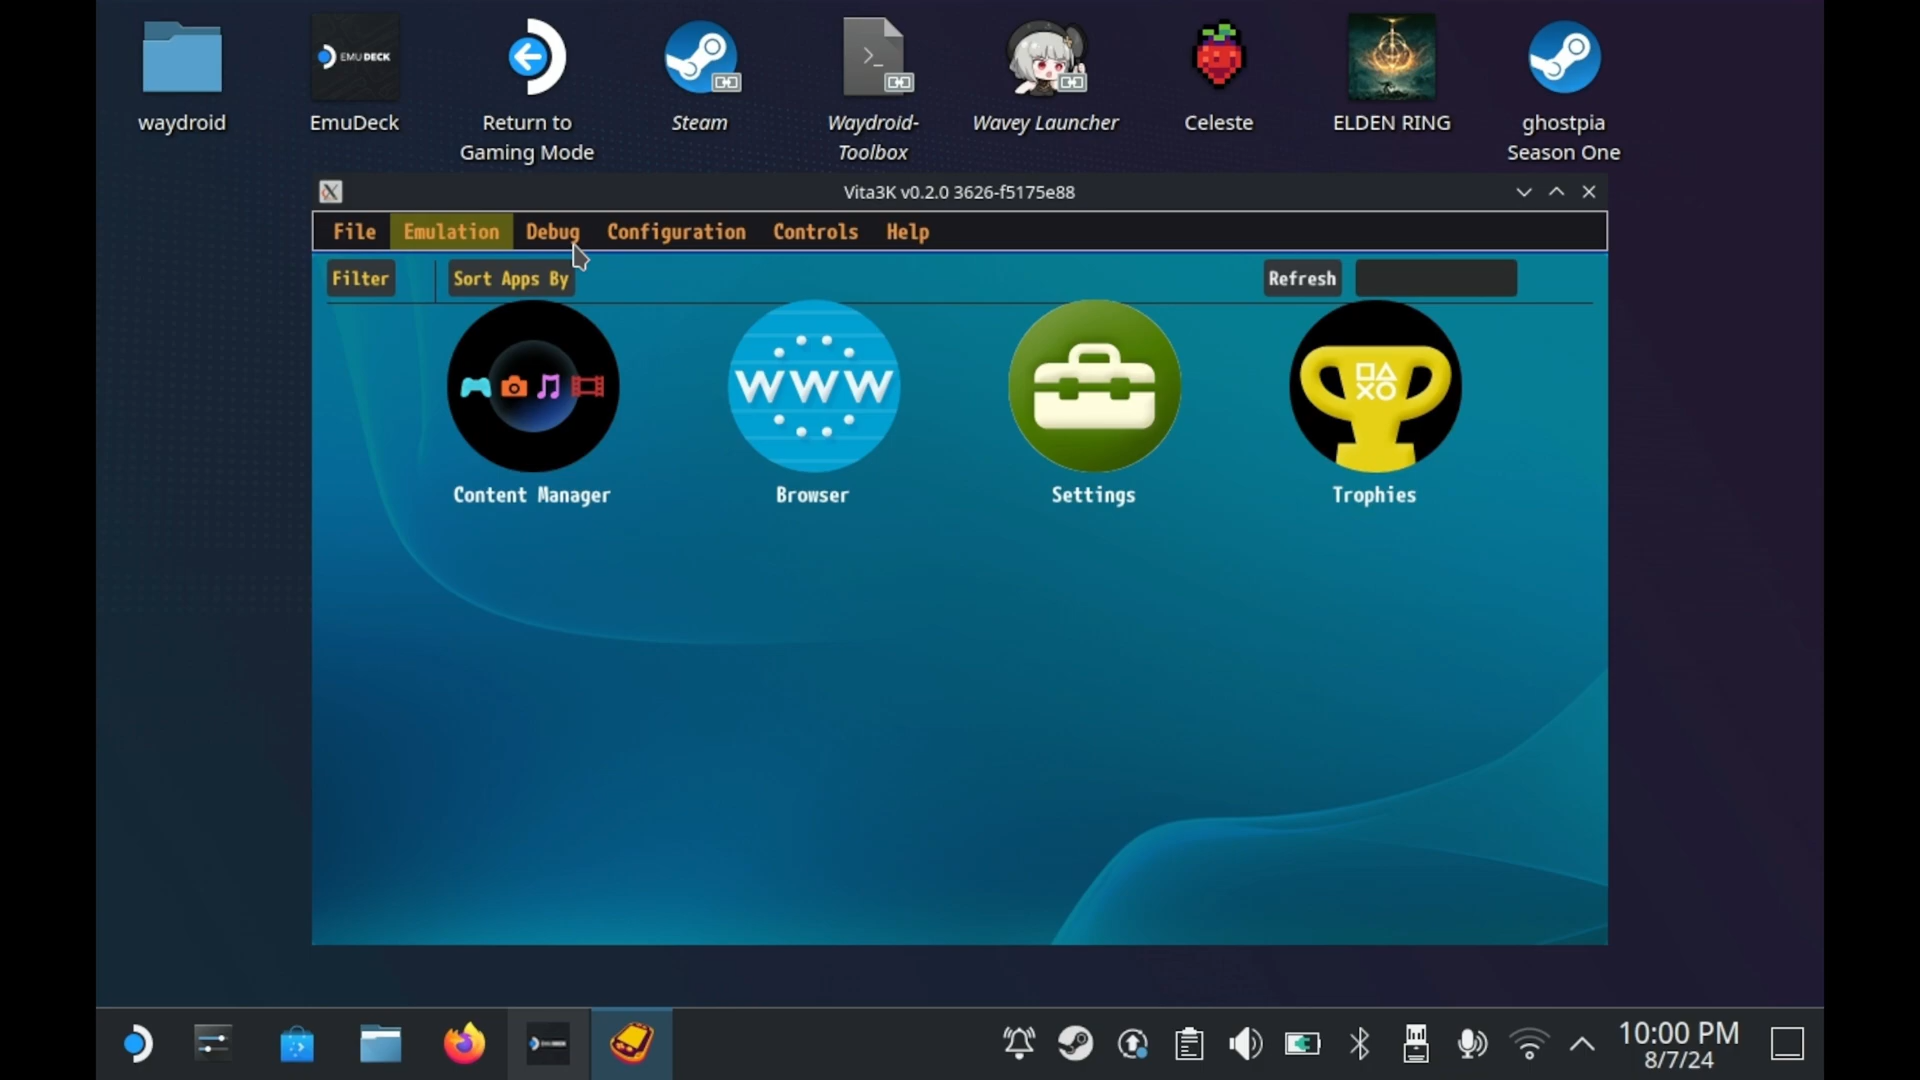 EMUDECK
waydroid
EmuDeck
Return to
Gaming Mode
Steam
Waydroid-
Toolbox
Wavey Launcher
Celeste
ELDEN RING
ghostpia
Season One
Vita3K v0.2.0 3626-f5175e88
File
Emulation
Debug
Configuration
Controls
Help
Filter
Sort Apps By
Refresh
WWW
Content Manager
Browser
Settings
Trophies
10:00 PM
8/7/24